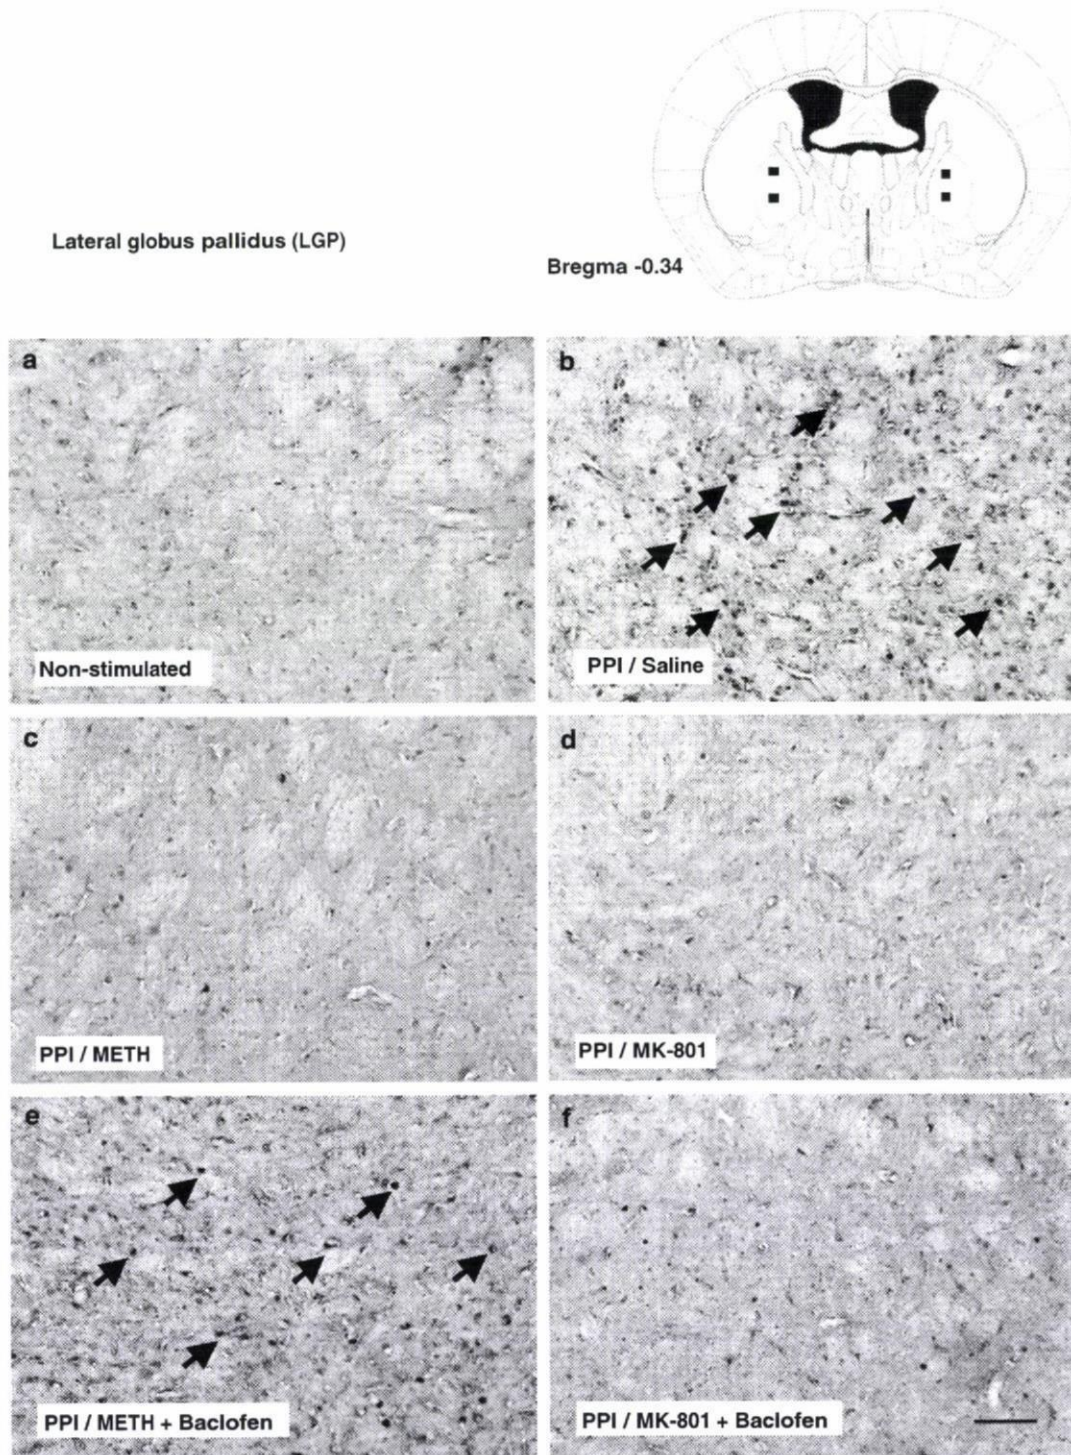 Lateral globus pallidus (LGP)
Bregma -0.34
a
Non-stimulated
b
PPI / Saline
c
PPI / METH
d
PPI / MK-801
e
PPI / METH + Baclofen
f
PPI / MK-801 + Baclofen